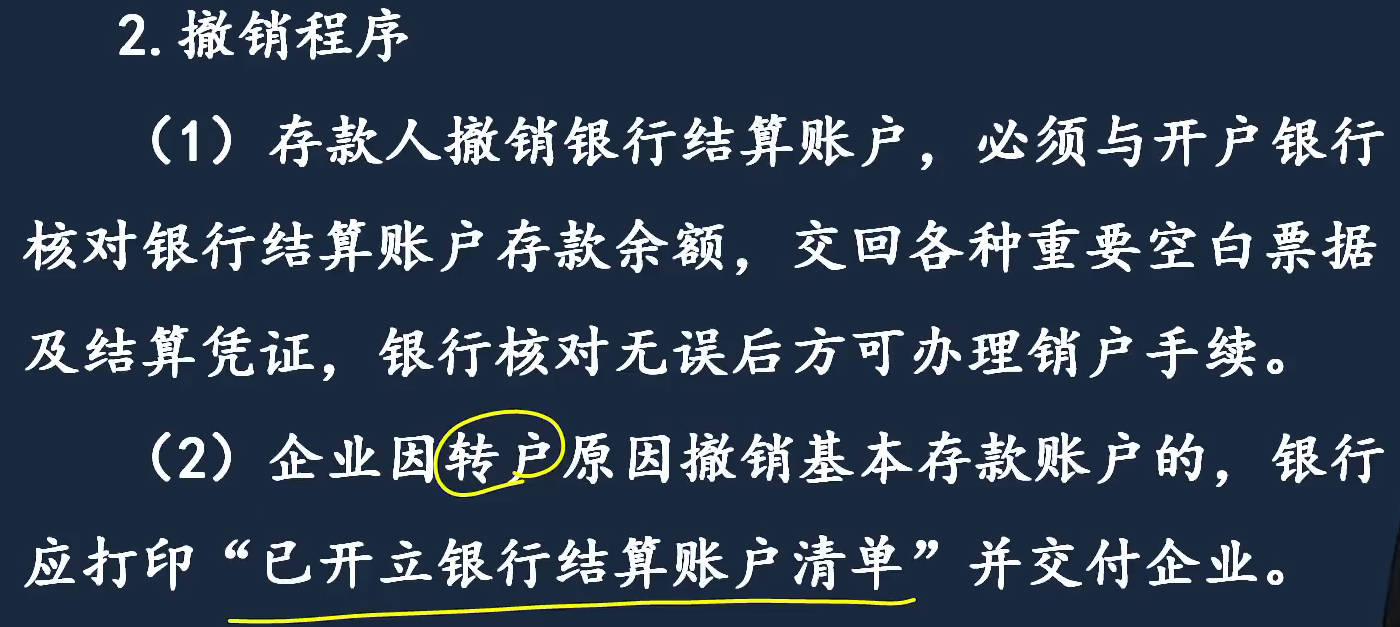 2.撤销程序
（1）存款人撤销银行结算账户，必须与开户银行
核对银行结算账户存款余额，交回各种重要空白票据
及结算凭证，银行核对无误后方可办理销户手续。
（2）企业因转户原因撤销基本存款账户的，银行
应打印“已开立银行结算账户清单”并交付企业。